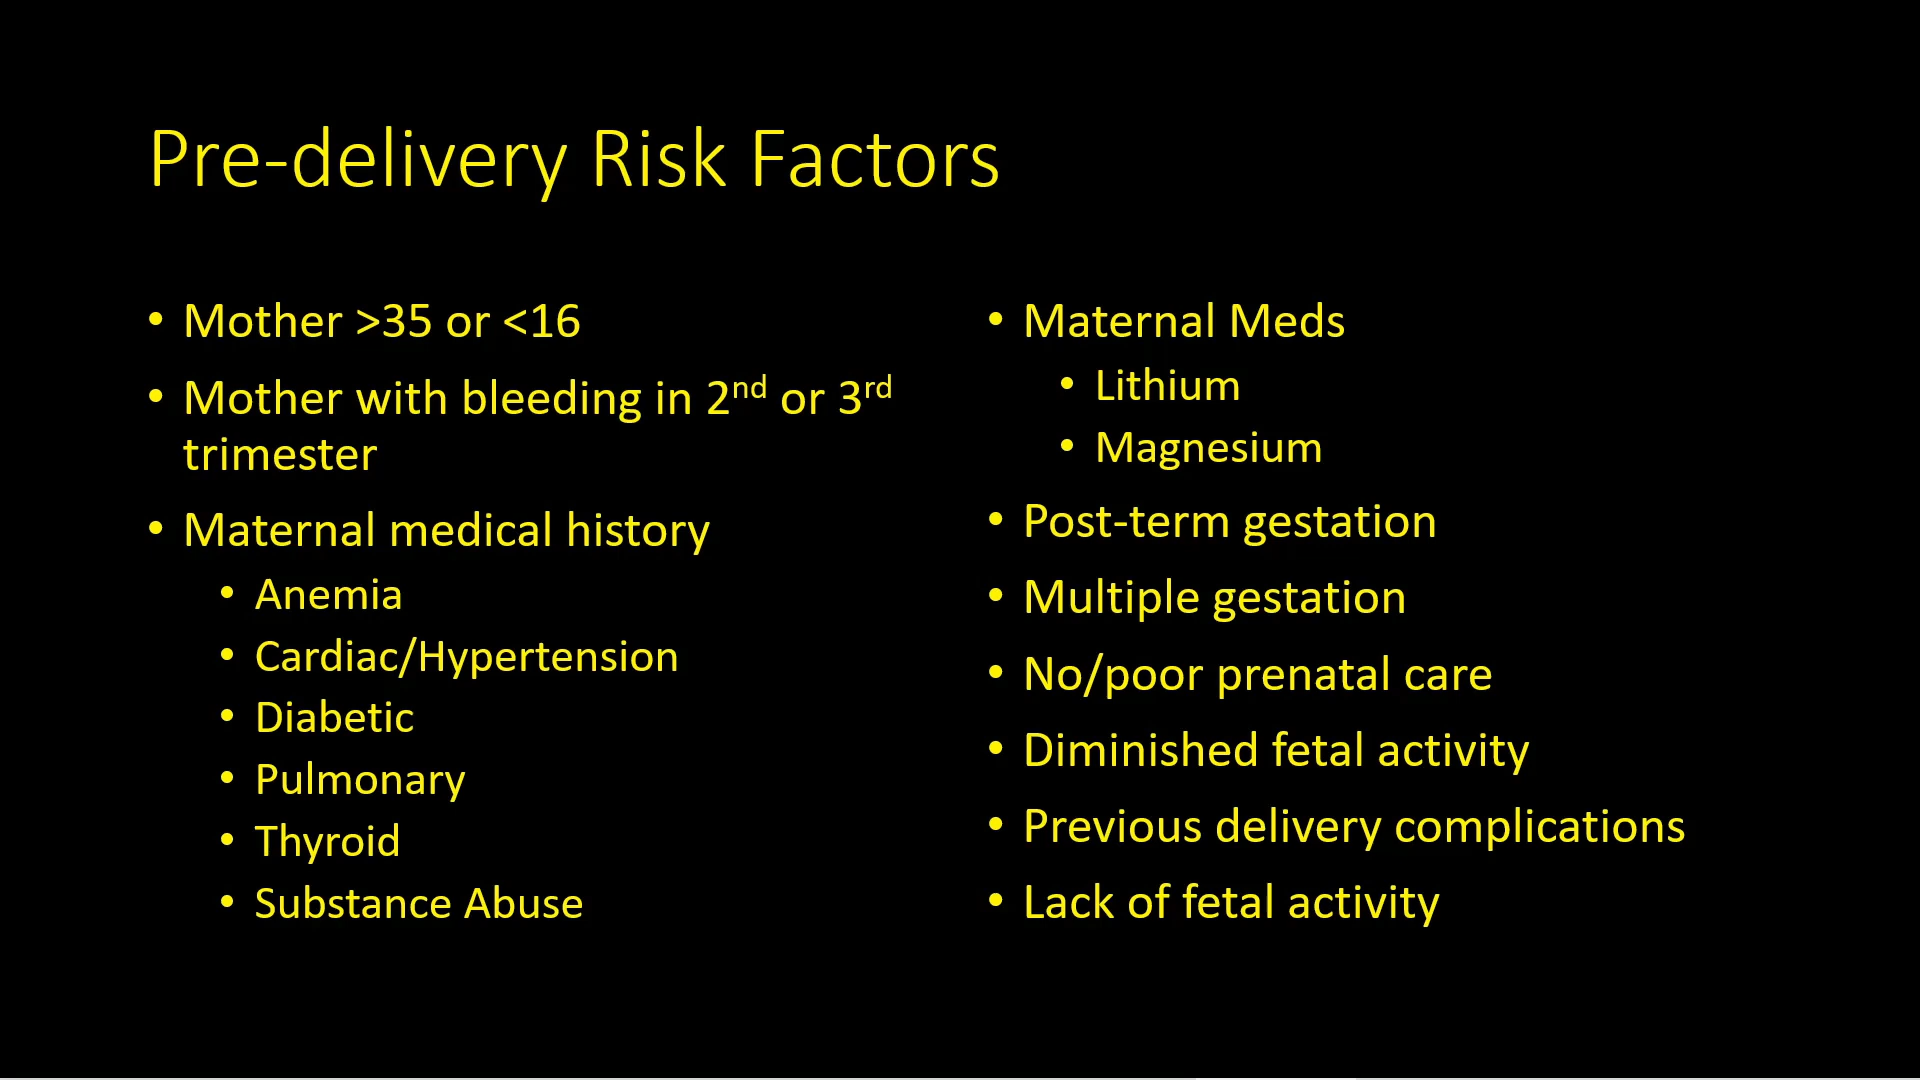 Pre-delivery Risk Factors
• Mother >35 or <16
• Mother with bleeding in 2nd or 3rd
trimester
• Maternal medical history
• Anemia
• Cardiac/Hypertension
• Diabetic
• Pulmonary
• Thyroid
• Substance Abuse
• Maternal Meds
• Lithium
• Magnesium
• Post-term gestation
• Multiple gestation
• No/poor prenatal care
• Diminished fetal activity
• Previous delivery complications
• Lack of fetal activity